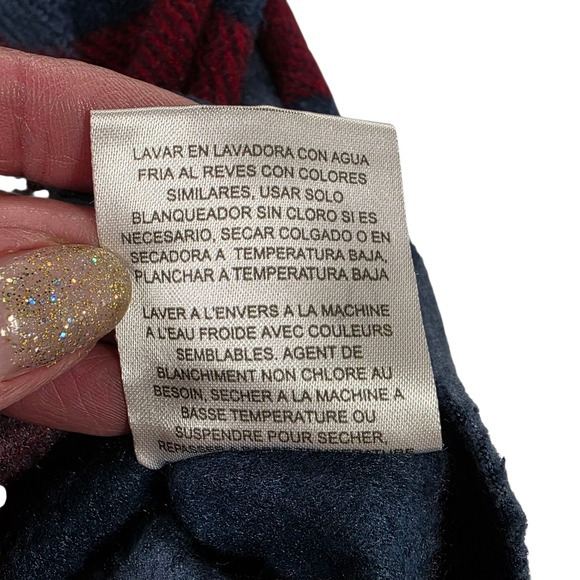 LAVAR EN LAVADORA CON AGUA
FRIA AL REVES CON COLORES
SIMILARES, USAR SOLO
BLANQUEADOR SIN CLORO SI ES
NECESARIO, SECAR COLGADO O EN
SECADORA A TEMPERATURA BAJA,
PLANCHAR A TEMPERATURA BAJA
LAVER A L'ENVERS A LA MACHINE
A L'EAU FROIDE AVEC COULEURS
SEMBLABLES. AGENT DE
BLANCHIMENT NON CHLORE AU
BESOIN, SECHER A LA MACHINE A
BASSE TEMPERATURE OU
SUSPENDRE POUR SECHER,